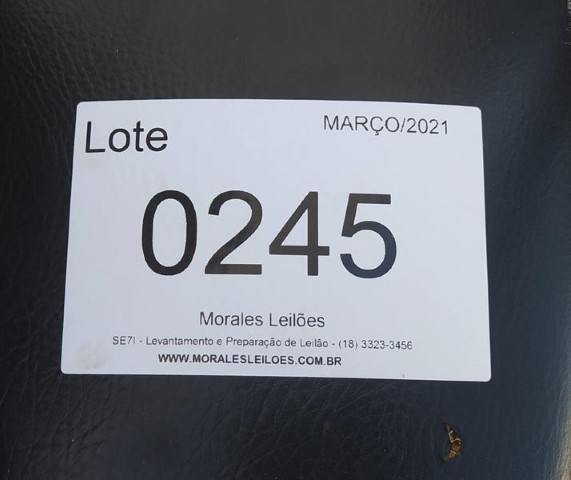 Lote
MARÇO/2021
0245
Morales Leilões
SE7I - Levantamento e Preparação de Leilão - (18) 3323-3456
WWW.MORALESLEILOES.COM.BR